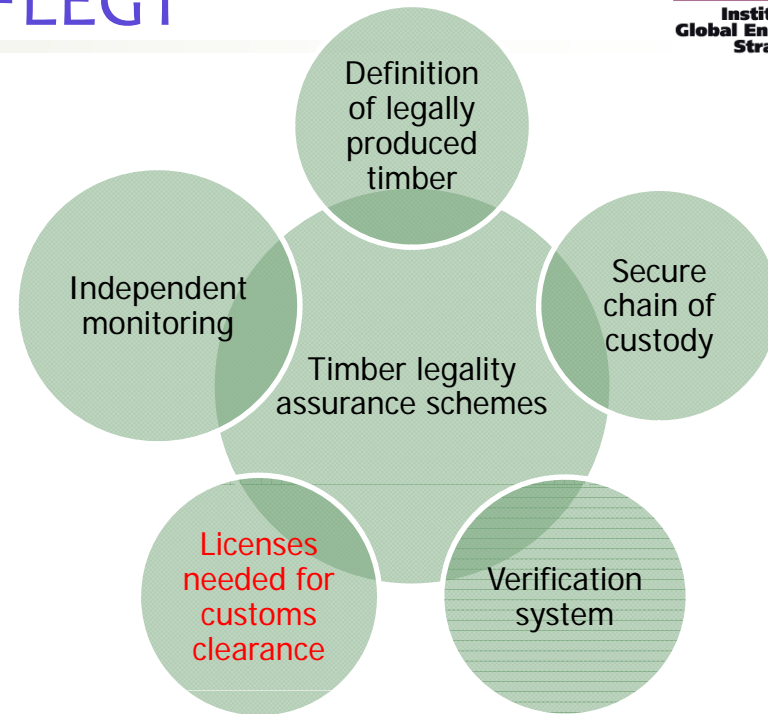 -FLEGT
Instit
Global En
Stra
Definition
of legally
produced
timber
Independent
monitoring
Secure
chain of
custody
Timber legality
assurance schemes
Licenses
needed for
customs
clearance
Verification
system